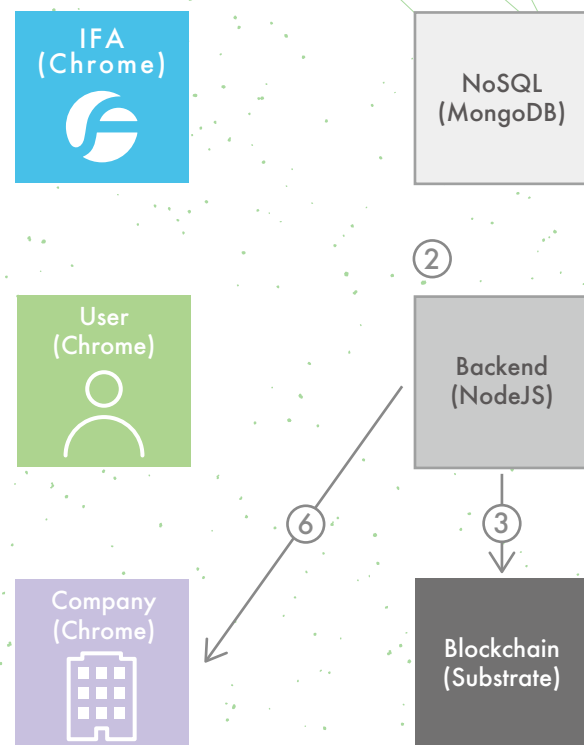 IFA
(Chrome)
NoSQL
(MongoDB)
2
User
(Chrome)
Backend
(NodeJS)
6
3
Company
(Chrome)
Blockchain
(Substrate)